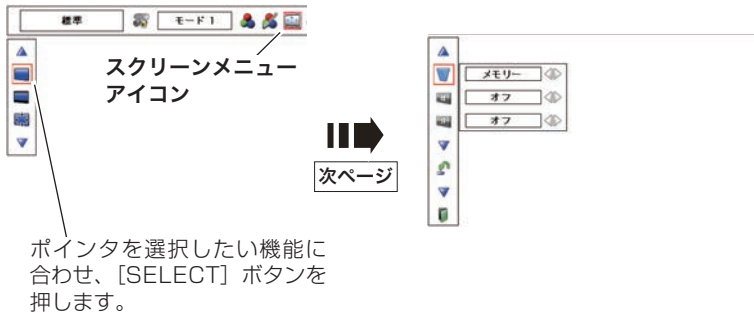 標準
モード 1
スクリーンメニュー
アイコン
次ページ
メモリー
オフ
オフ
ポインタを選択したい機能に
合わせ、[SELECT] ボタンを
押します。